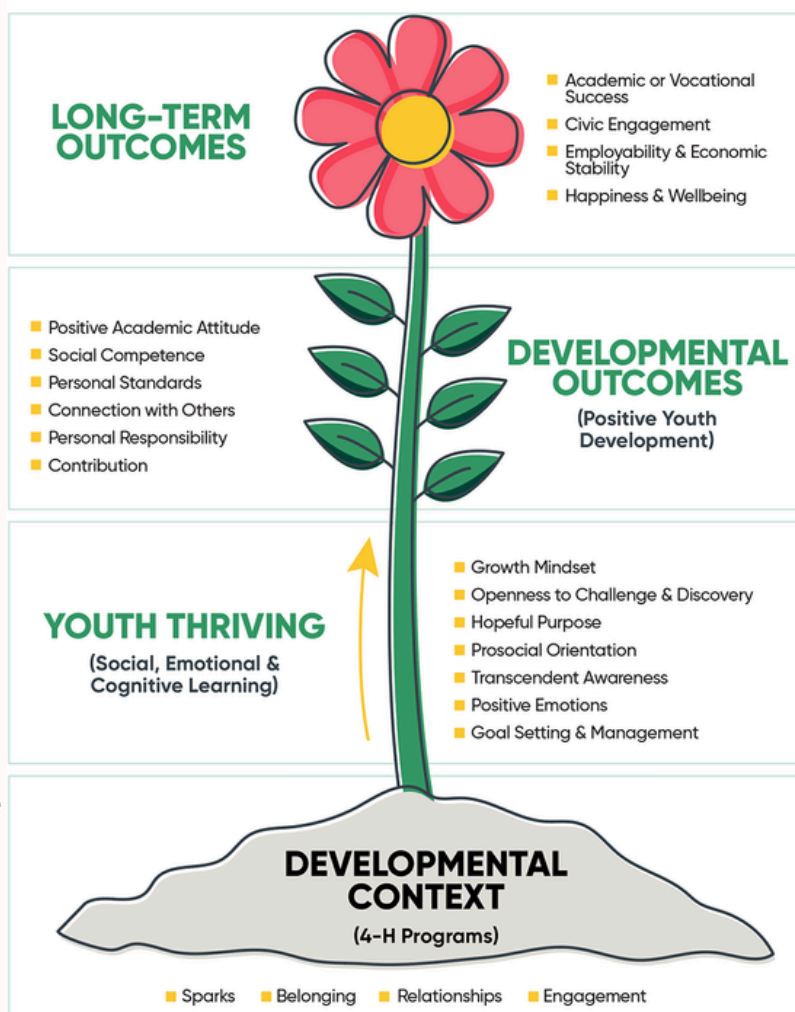 LONG-TERM
OUTCOMES
Academic or Vocational
Success
Civic Engagement
Employability & Economic
Stability
Happiness & Wellbeing
Positive Academic Attitude
Social Competence
Personal Standards
Connection with Others
Personal Responsibility
Contribution
DEVELOPMENTAL
OUTCOMES
(Positive Youth
Development)
YOUTH THRIVING
(Social, Emotional &
Cognitive Learning)
Growth Mindset
Openness to Challenge & Discovery
Hopeful Purpose
Prosocial Orientation
Transcendent Awareness
Positive Emotions
Goal Setting & Management
DEVELOPMENTAL
CONTEXT
(4-H Programs)
Sparks Belonging Relationships Engagement